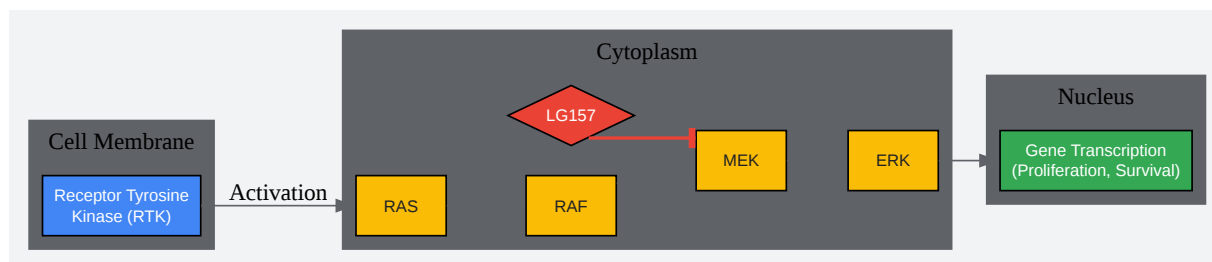 Cytoplasm
LG157
Nucleus
Cell Membrane
Gene Transcription
(Proliferation, Survival)
MEK
ERK
Receptor Tyrosine
Kinase (RTK)
Activation
RAS
RAF